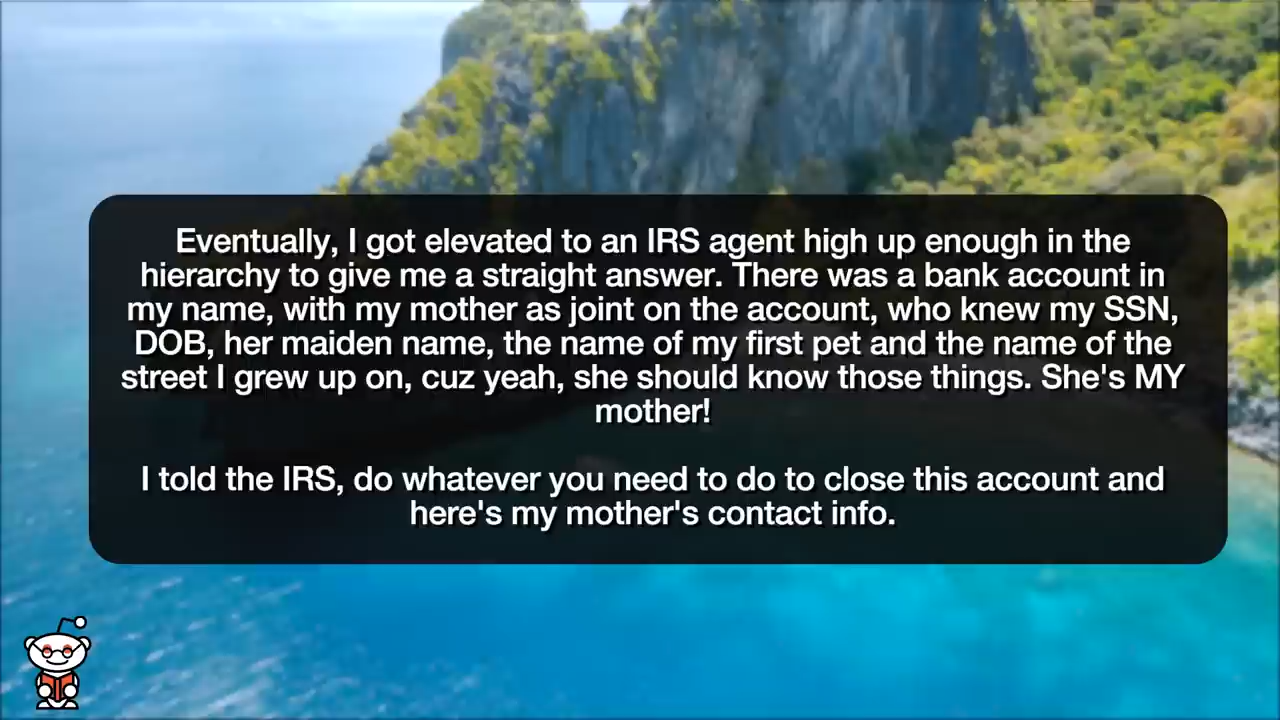 Eventually, I got elevated to an IRS agent high up enough in the
hierarchy to give me a straight answer. There was a bank account in
my name, with my mother as joint on the account, who knew my SSN,
DOB, her maiden name, the name of my first pet and the name of the
street I grew up on, cuz yeah, she should know those things. She's MY
mother!
I told the IRS, do whatever you need to do to close this account and
here's my mother's contact info.